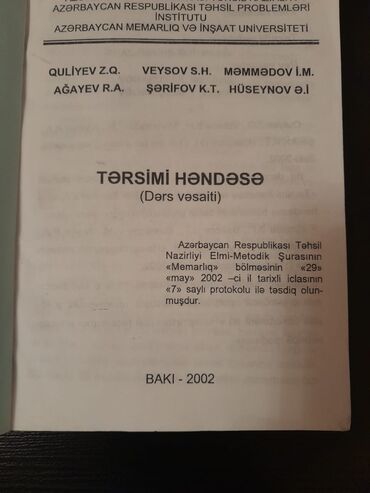 AZƏRBAYCAN RESPUBLİKASI TƏHSİL PROBLEMLƏRİ
İNSTİTUTU
AZƏRBAYCAN MEMARLIQ VƏ İNŞAAT UNİVERSİTETİ
QULİYEV Z.Q. VEYSOV S.H. MƏMMƏDOV İ.M.
AĞAYEV R.A. ŞƏRİFOV K.T. HÜSEYNOV Ə.İ
TƏRSİMİ HƏNDƏSƏ
(Dərs vəsaiti)
Azərbaycan Respublikası Təhsil
Nazirliyi Elmi-Metodik Şurasının
«Memarlıq» bölməsinin «29»
«may» 2002 –ci il tarixli iclasının
«7» saylı protokolu ilə təsdiq olun-
muşdur.
BAKI - 2002